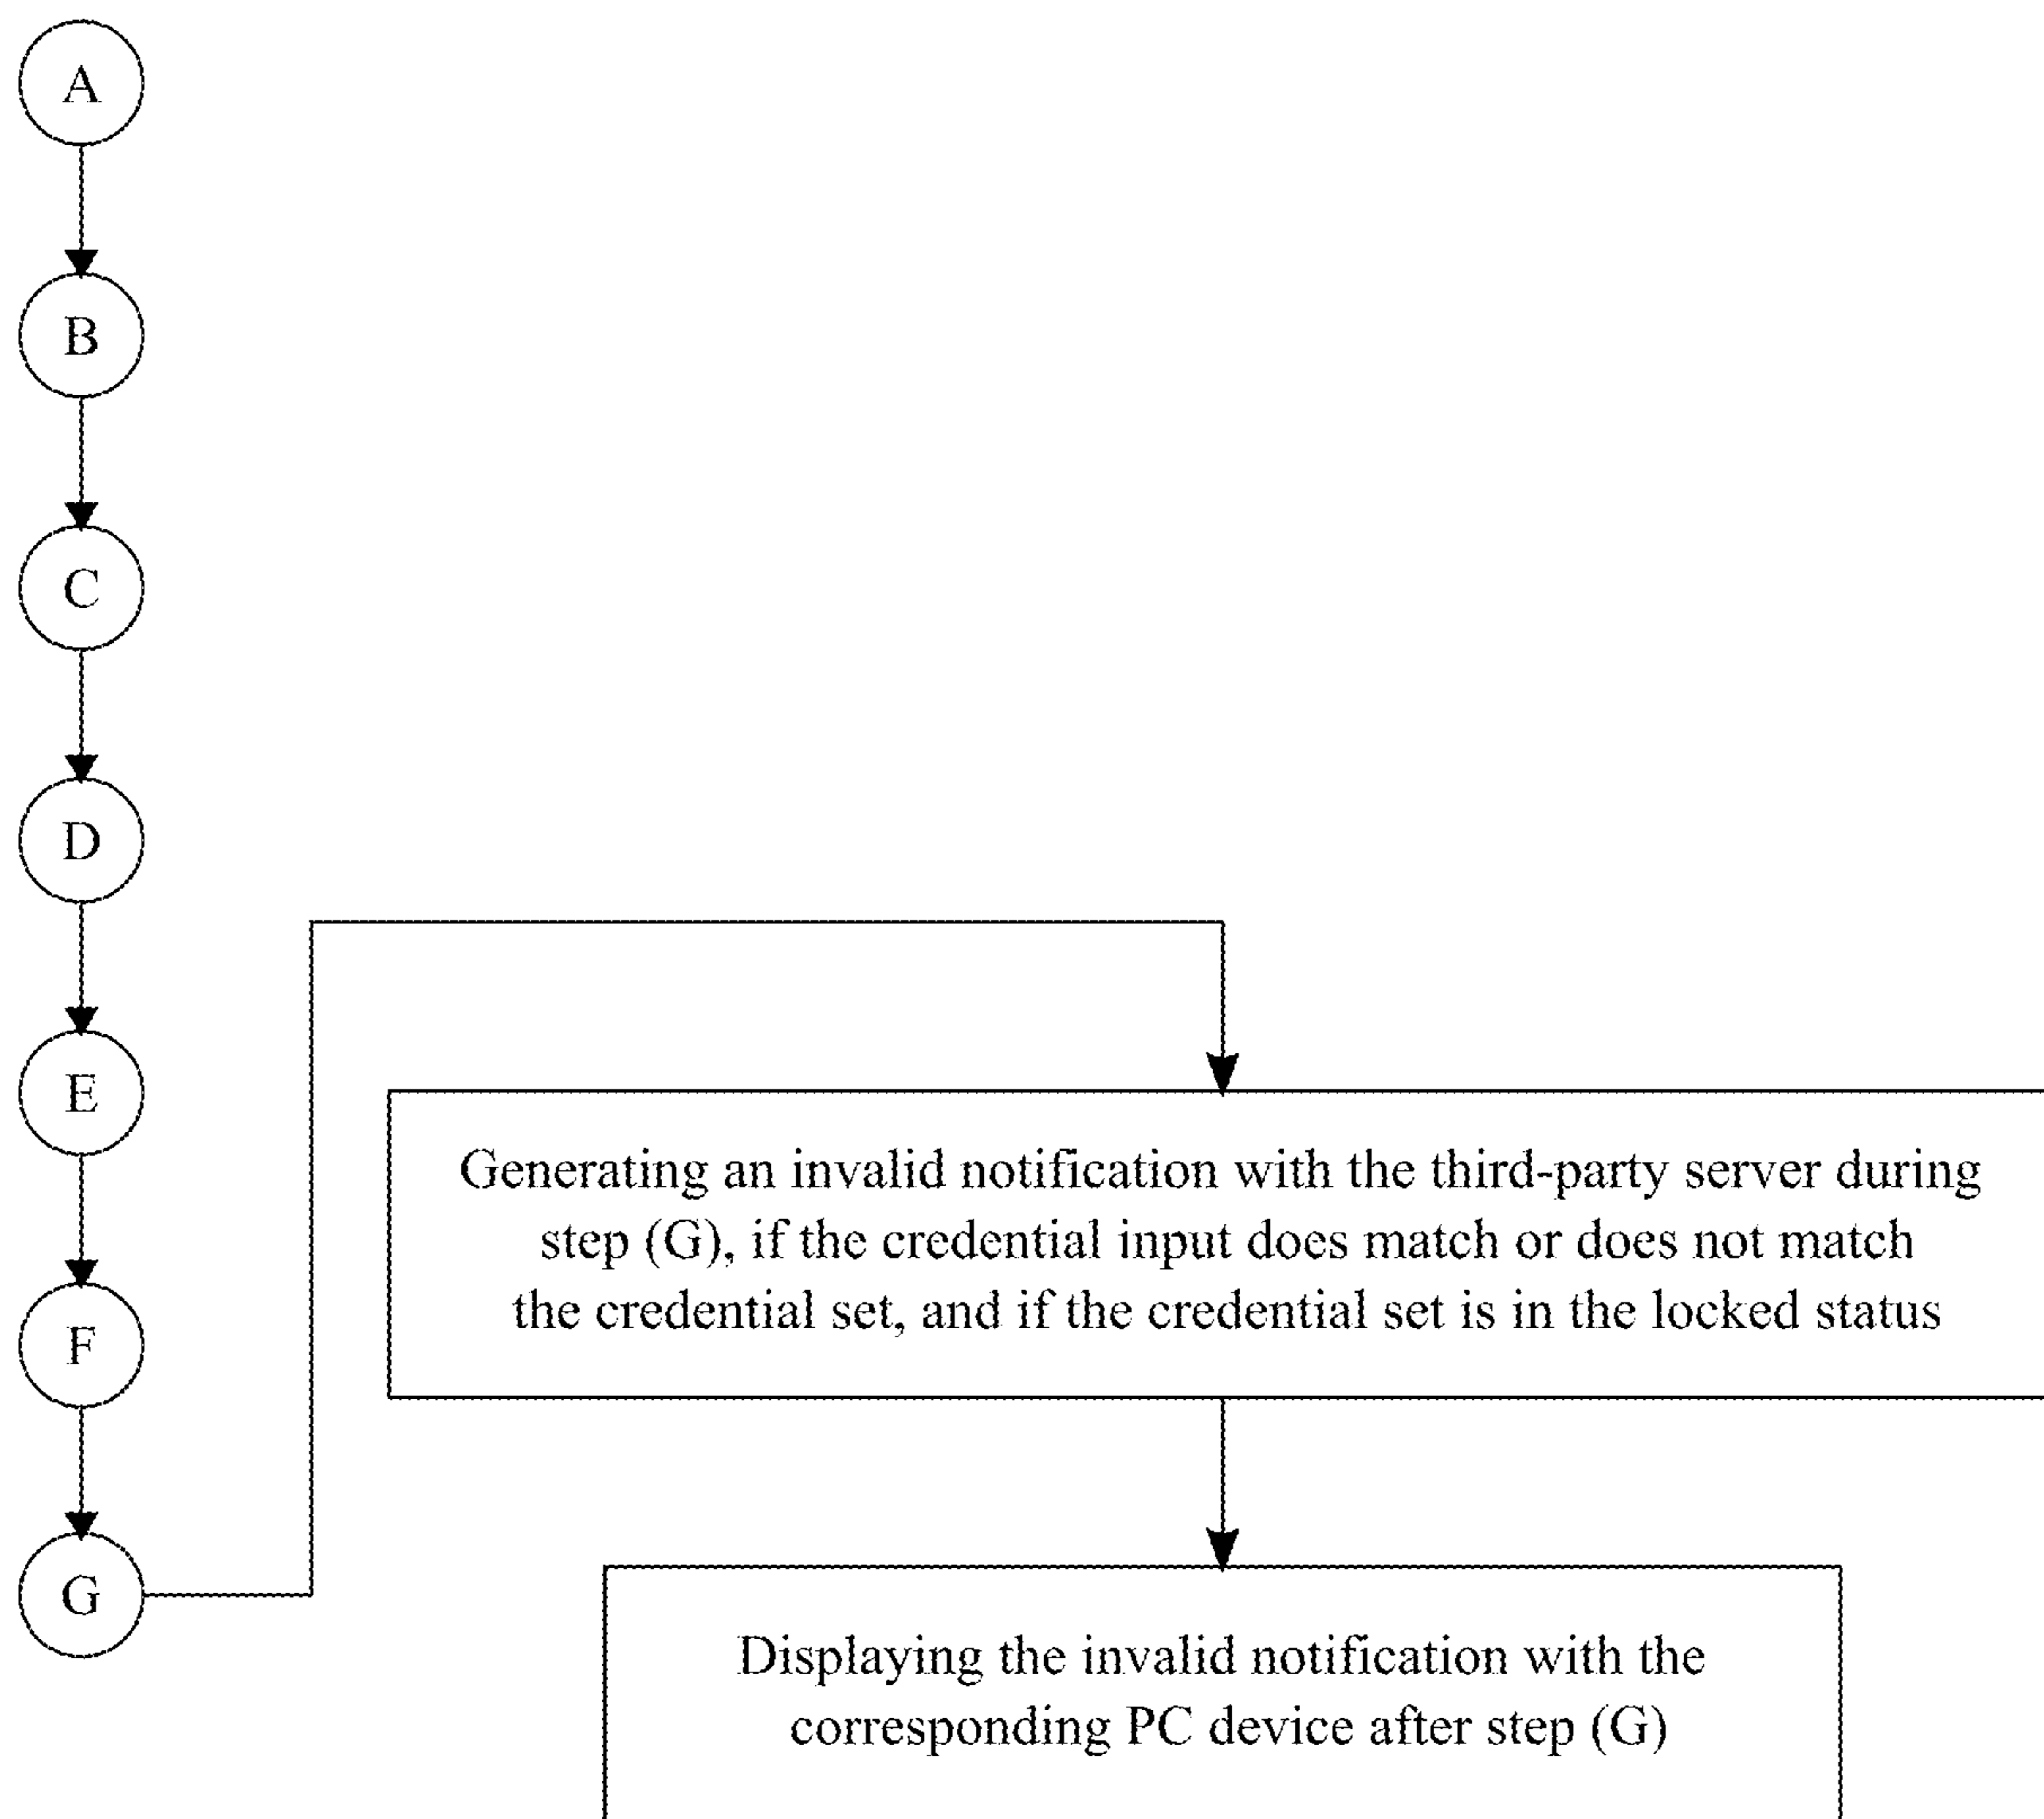 A
B
C
D
E
F
G
Generating an invalid notification with the third-party server during
step (G), if the credential input does match or does not match
the credential set, and if the credential set is in the locked status
Displaying the invalid notification with the
corresponding PC device after step (G)